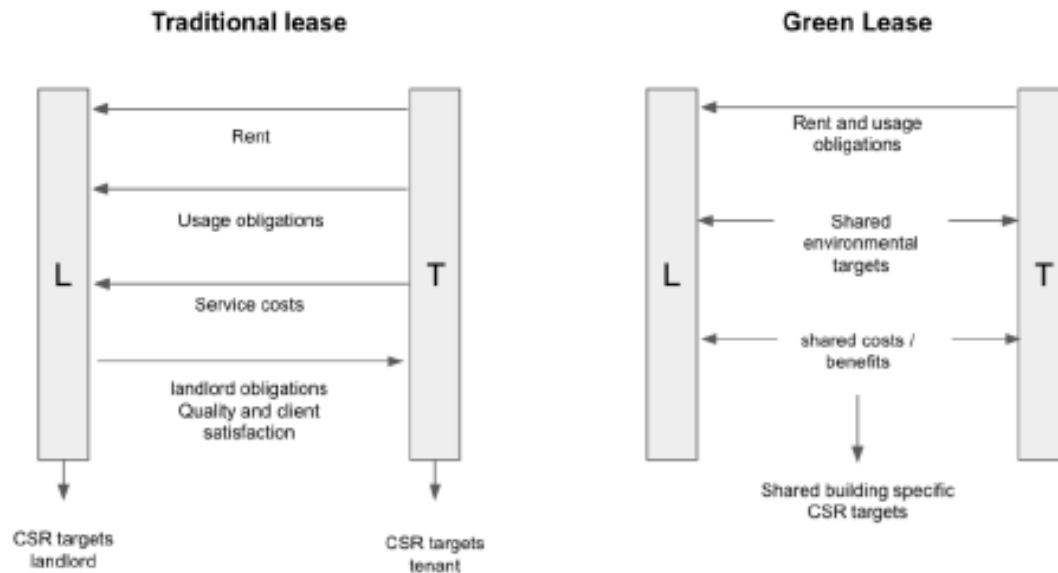 Traditional lease
Rent
Usage obligations
L
T
Service costs
landlord obligations
Quality and client
satisfaction
CSR targets
landlord
CSR targets
tenant
Green Lease
Rent and usage
obligations
Shared
environmental
targets
L
T
shared costs /
benefits
Shared building specific
CSR targets